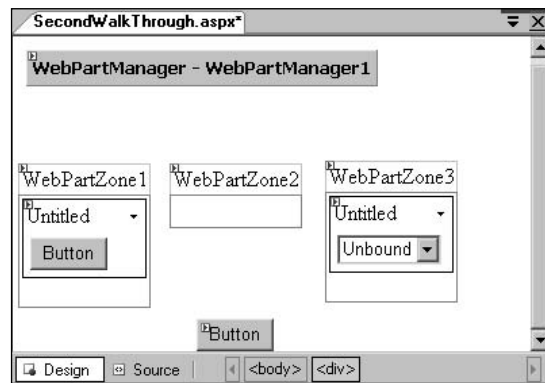 SecondWalkThrough.aspx*
WebPartManager - WebPartManager1
WebPartZone1 WebPartZone2 WebPartZone3
Untitled Untitled
Button Unbound
Button
Design Source <body> <div>